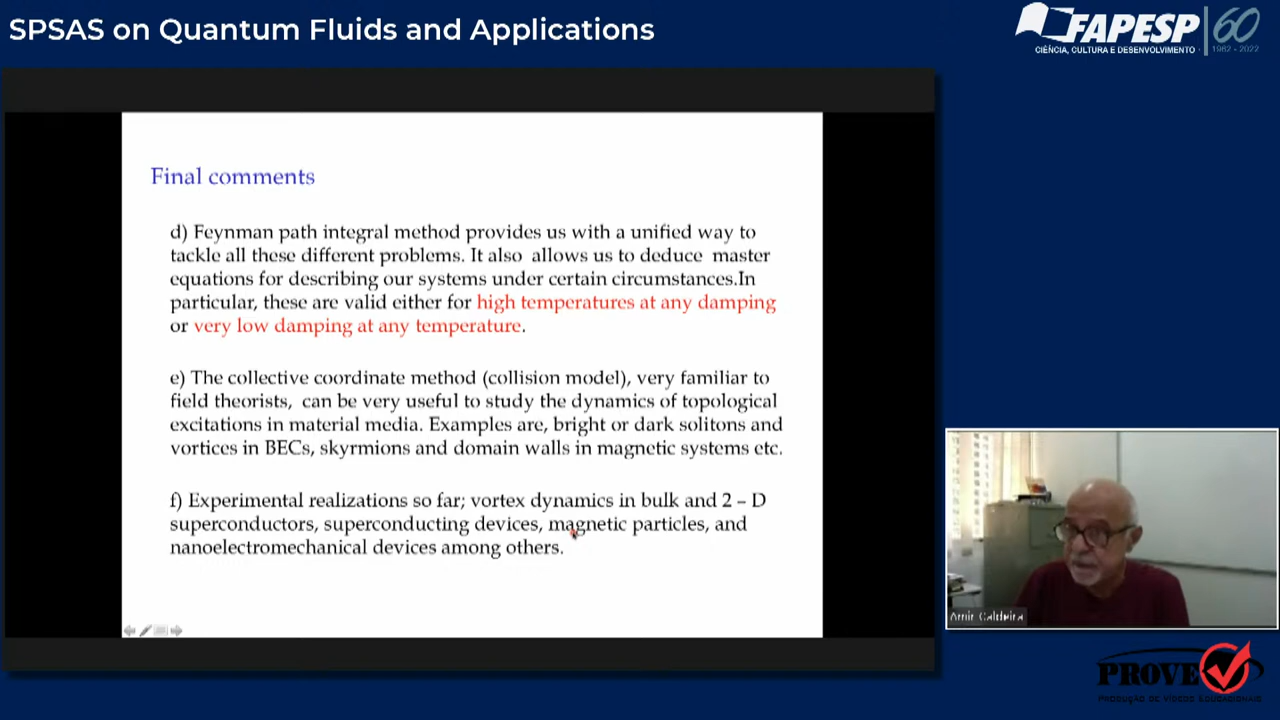 SPSAS on Quantum Fluids and Applications
FAPESP 60
CIÊNCIA, CULTURA E DESENVOLVIMENTO 1962 - 2022
Final comments
d) Feynman path integral method provides us with a unified way to
tackle all these different problems. It also allows us to deduce master
equations for describing our systems under certain circumstances.In
particular, these are valid either for high temperatures at any damping
or very low damping at any temperature.
e) The collective coordinate method (collision model), very familiar to
field theorists, can be very useful to study the dynamics of topological
excitations in material media. Examples are, bright or dark solitons and
vortices in BECs, skyrmions and domain walls in magnetic systems etc.
f) Experimental realizations so far; vortex dynamics in bulk and 2 – D
superconductors, superconducting devices, magnetic particles, and
nanoelectromechanical devices among others.
Amir Caldeira
PROVE
PRODUÇÃO DE VÍDEOS EDUCACIONAIS